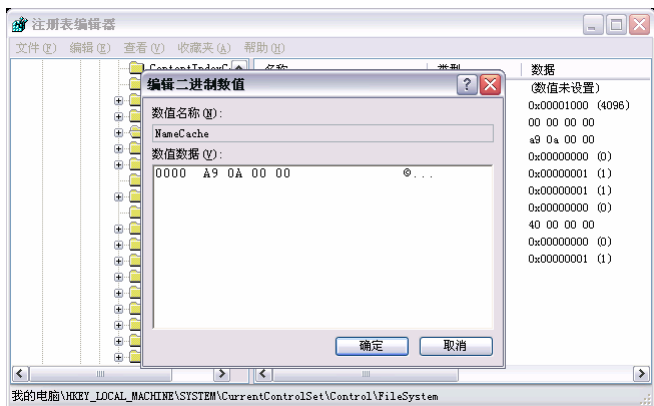 注册表编辑器
文件(F) 编辑(E) 查看(V) 收藏夹(A) 帮助(H)
数据
编辑二进制数值
(数值未设置)
数值名称(N):
0x00001000 (4096)
00 00 00 00
NameCache
a9 0a 00 00
数值数据(V):
0x00000000 (0)
0000 A9 0A 00 00 ©...
0x00000001 (1)
0x00000001 (1)
0x00000000 (0)
40 00 00 00
0x00000000 (0)
0x00000001 (1)
确定 取消
我的电脑\HKEY_LOCAL_MACHINE\SYSTEM\CurrentControlSet\Control\FileSystem